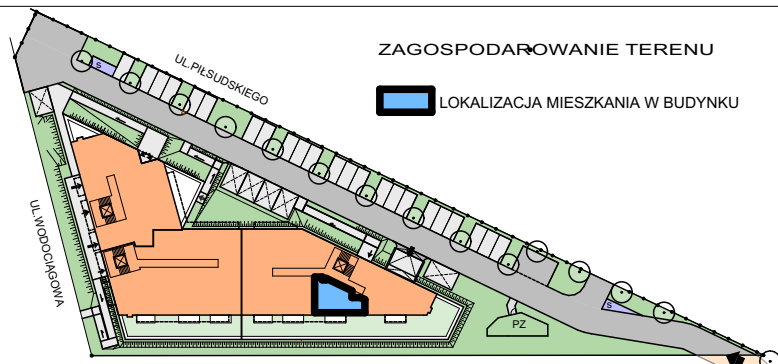 ZAGOSPODAROWANIE TERENU
UL.PIŁSUDSKIEGO
LOKALIZACJA MIESZKANIA W BUDYNKU
UL.WODOCIĄGOWA
Ś
Ś
PZ